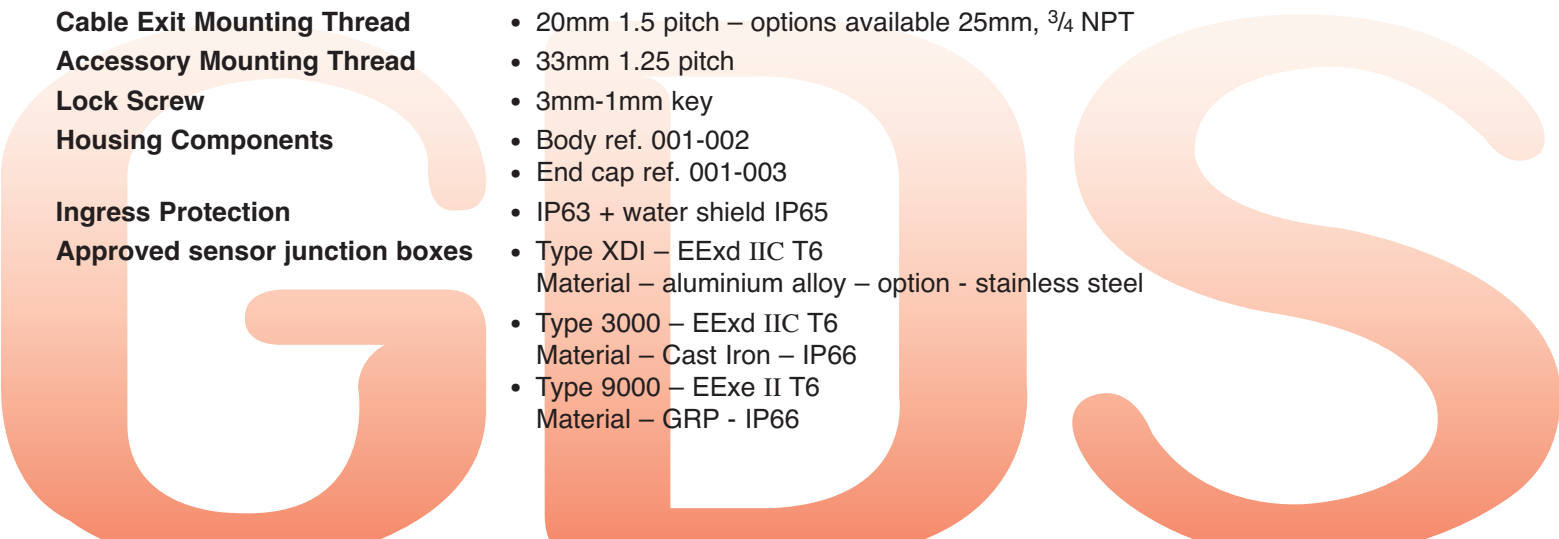 Cable Exit Mounting Thread • 20mm 1.5 pitch – options available 25mm, 3/4 NPT
Accessory Mounting Thread • 33mm 1.25 pitch
Lock Screw • 3mm-1mm key
Housing Components • Body ref. 001-002
• End cap ref. 001-003
Ingress Protection • IP63 + water shield IP65
Approved sensor junction boxes • Type XDI – EExd IIC T6
Material – aluminium alloy – option - stainless steel
• Type 3000 – EExd IIC T6
Material – Cast Iron – IP66
• Type 9000 – EExe II T6
Material – GRP - IP66
GDS